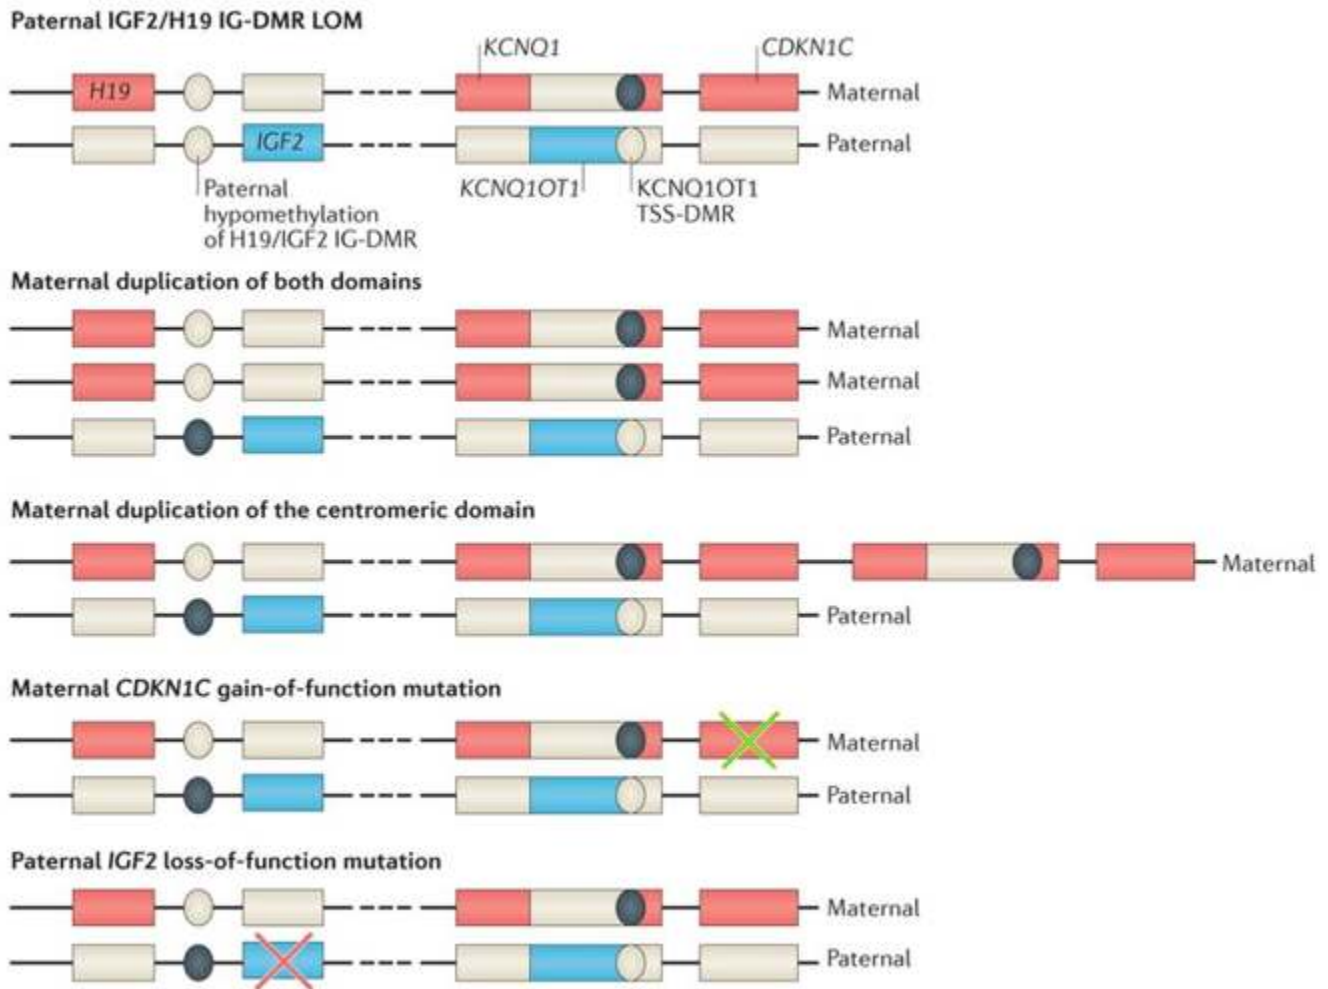 Paternal IGF2/H19 IG-DMR LOM
KCNQ1
CDKN1C
H19
Maternal
IGF2
Paternal
Paternal
hypomethylation
of H19/IGF2 IG-DMR
KCNQ1OT1
KCNQ1OT1
TSS-DMR
Maternal duplication of both domains
Maternal
Maternal
Paternal
Maternal duplication of the centromeric domain
Maternal
Paternal
Maternal CDKN1C gain-of-function mutation
Maternal
Paternal
Paternal IGF2 loss-of-function mutation
Maternal
Paternal